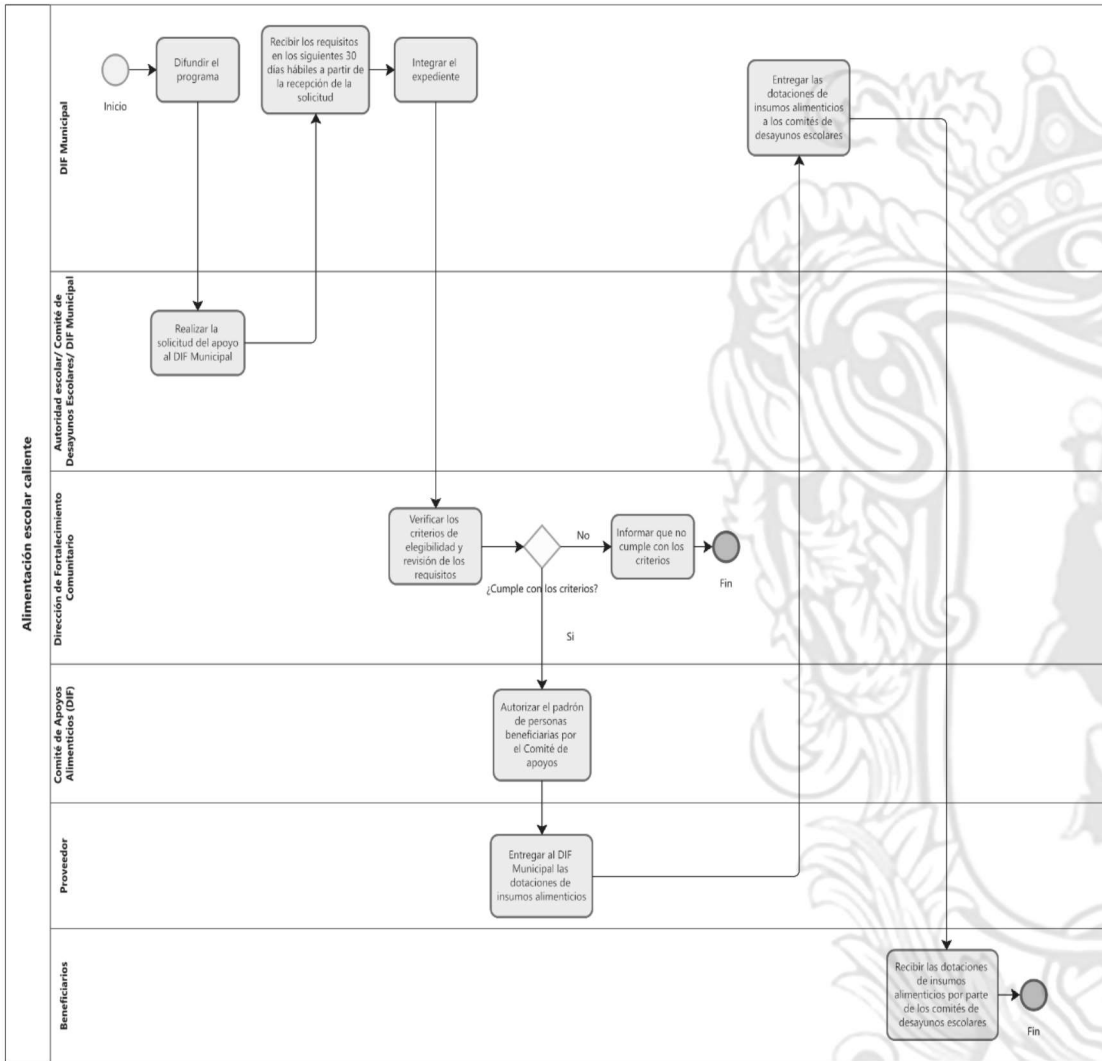 Alimentación escolar caliente
DIF Municipal
Inicio
Difundir el
programa
Recibir los requisitos
en los siguientes 30
días hábiles a partir de
la recepción de la
solicitud
Integrar el
expediente
Entregar las
dotaciones de
insumos alimenticios
a los comités de
desayunos escolares
Autoridad escolar/ Comité de
Desayunos Escolares/ DIF Municipal
Realizar la
solicitud del apoyo
al DIF Municipal
Dirección de Fortalecimiento
Comunitario
Verificar los
criterios de
elegibilidad y
revisión de los
requisitos
¿Cumple con los criterios?
No
Informar que no
cumple con los
criterios
Fin
Si
Comité de Apoyos
Alimenticios (DIF)
Autorizar el padrón
de personas
beneficiarias por
el Comité de
apoyos
Proveedor
Entregar al DIF
Municipal las
dotaciones de
insumos alimenticios
Beneficiarios
Recibir las dotaciones
de insumos
alimenticios por parte
de los comités de
desayunos escolares
Fin